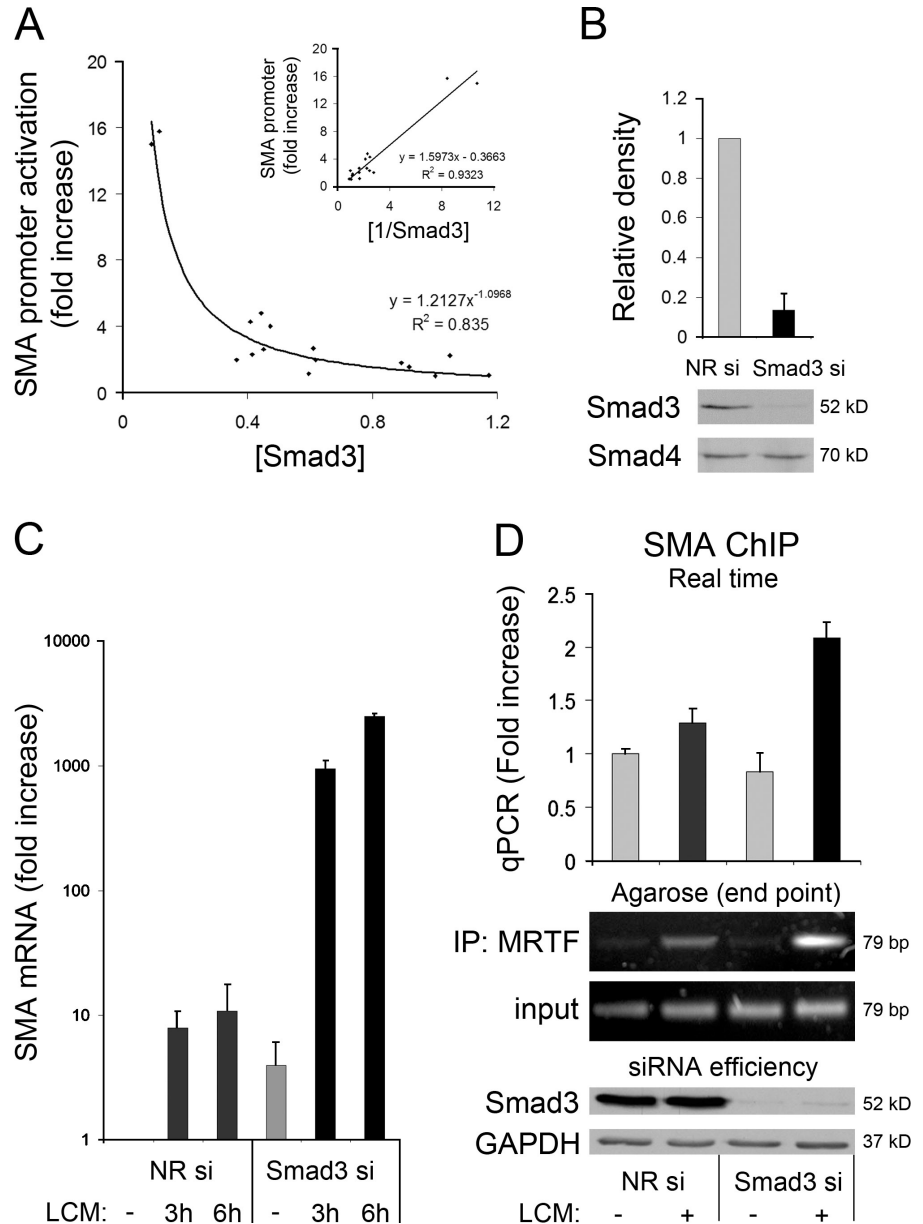 A
SMA promoter activation
(fold increase)
20
16
12
8
4
0
0
0.4
0.8
1.2
[Smad3]
y = 1.2127x^-1.0968
R² = 0.835
SMA promoter
(fold increase)
20
16
12
8
4
0
0
4
8
12
[1/Smad3]
y = 1.5973x - 0.3663
R² = 0.9323
B
Relative density
1.2
1
0.8
0.6
0.4
0.2
0
NR si Smad3 si
Smad3 52 kD
Smad4 70 kD
C
SMA mRNA (fold increase)
10000
1000
100
10
1
NR si Smad3 si
LCM: - 3h 6h - 3h 6h
D
SMA ChIP
Real time
qPCR (Fold increase)
2.5
2
1.5
1
0.5
0
Agarose (end point)
IP: MRTF 79 bp
input 79 bp
siRNA efficiency
Smad3 52 kD
GAPDH 37 kD
NR si Smad3 si
LCM: - + - +